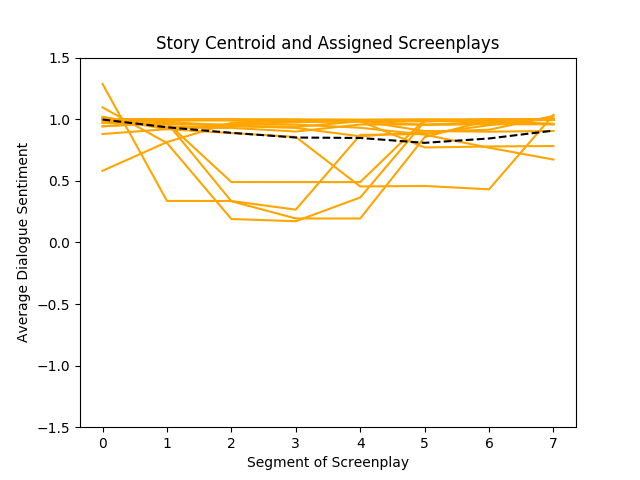 Story Centroid and Assigned Screenplays
Average Dialogue Sentiment
1.5
1.0
0.5
0.0
−0.5
−1.0
−1.5
0 1 2 3 4 5 6 7
Segment of Screenplay